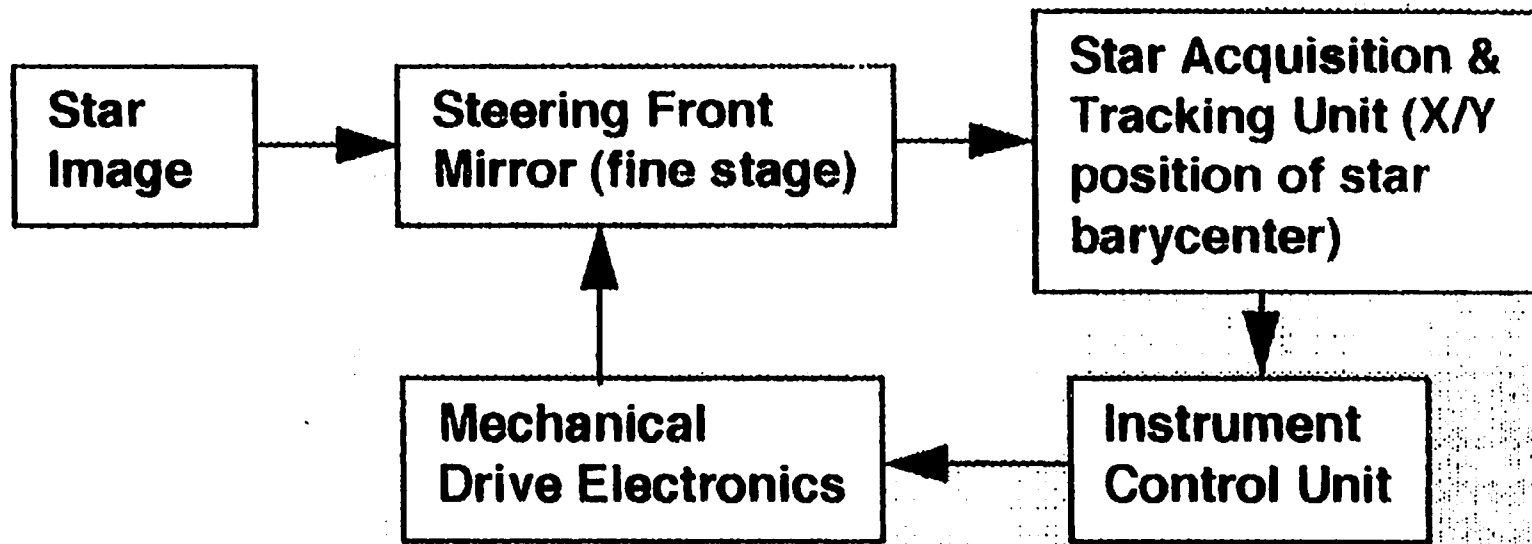 Star
Image
Steering Front
Mirror (fine stage)
Star Acquisition &
Tracking Unit (X/Y
position of star
barycenter)
Mechanical
Drive Electronics
Instrument
Control Unit